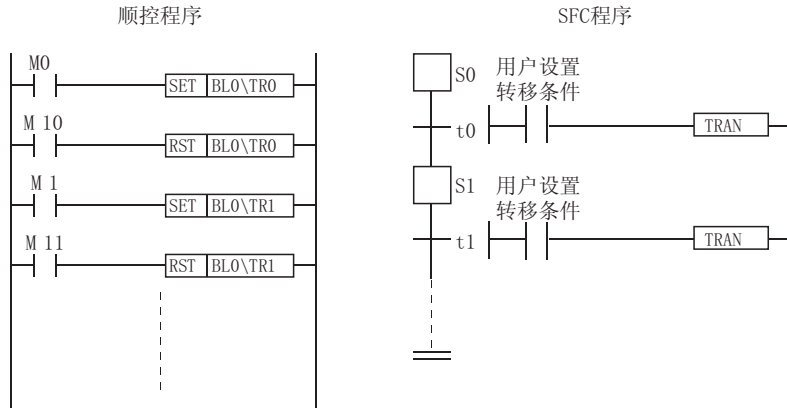 顺控程序
M0
SET BL0\TR0
M 10
RST BL0\TR0
M 1
SET BL0\TR1
M 11
RST BL0\TR1
SFC程序
S0
用户设置
转移条件
t0
TRAN
S1
用户设置
转移条件
t1
TRAN